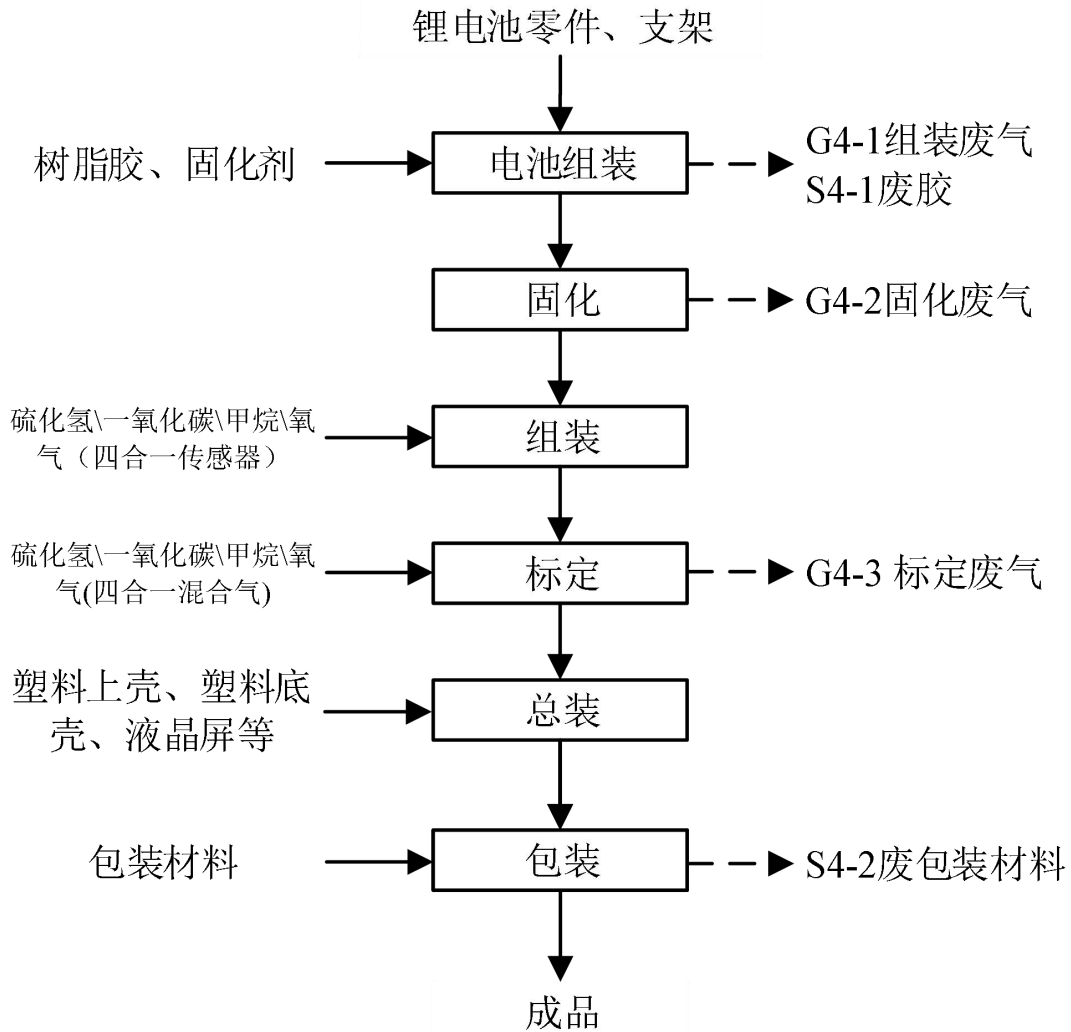 锂电池零件、支架
树脂胶、固化剂
电池组装
G4-1组装废气
S4-1废胶
固化
G4-2固化废气
硫化氢\一氧化碳\甲烷\氧
气（四合一传感器）
组装
硫化氢\一氧化碳\甲烷\氧
气(四合一混合气)
标定
G4-3 标定废气
塑料上壳、塑料底
壳、液晶屏等
总装
包装材料
包装
S4-2废包装材料
成品